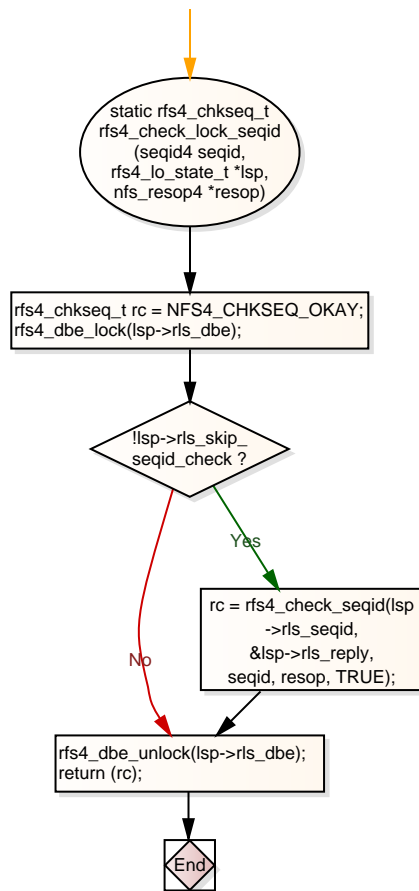 static rfs4_chkseq_t
rfs4_check_lock_seqid
(seqid4 seqid,
rfs4_lo_state_t *lsp,
nfs_resop4 *resop)
rfs4_chkseq_t rc = NFS4_CHKSEQ_OKAY;
rfs4_dbe_lock(lsp->rls_dbe);
!lsp->rls_skip_
seqid_check ?
Yes
rc = rfs4_check_seqid(lsp
->rls_seqid,
&lsp->rls_reply,
seqid, resop, TRUE);
No
rfs4_dbe_unlock(lsp->rls_dbe);
return (rc);
End